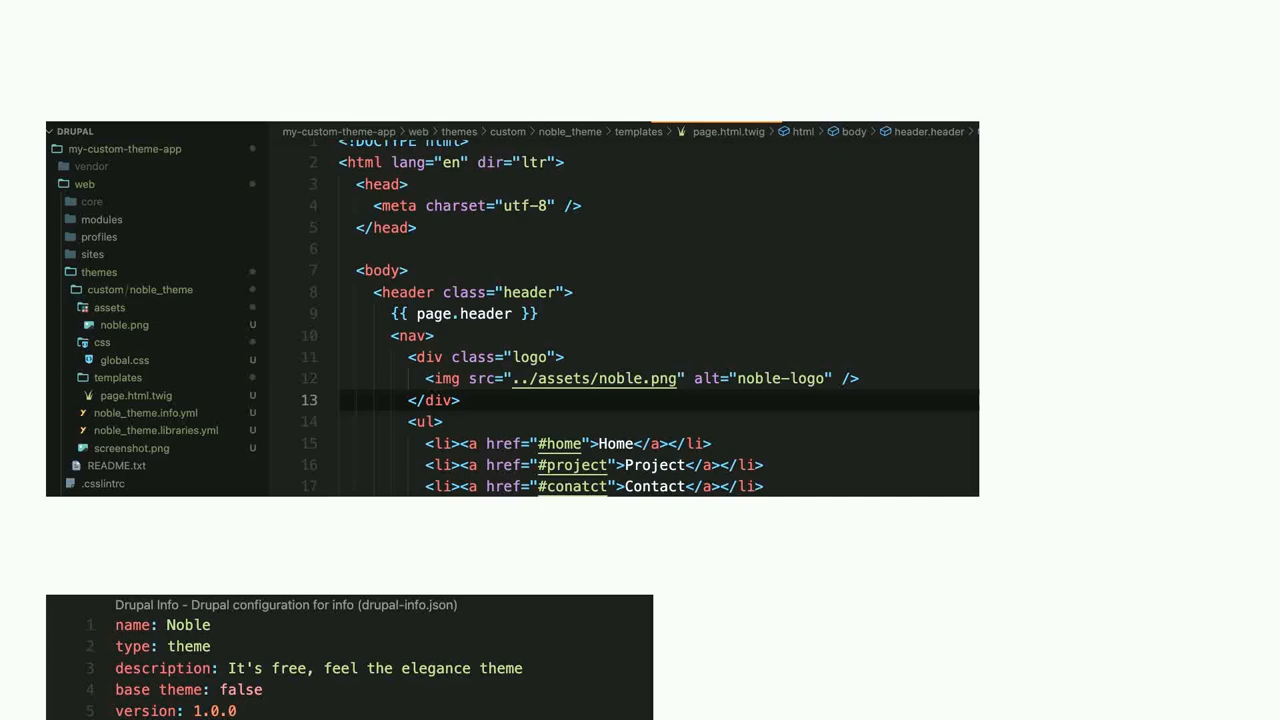 DRUPAL
my-custom-theme-app
vendor
web
core
modules
profiles
sites
themes
custom / noble_theme
assets
noble.png U
css
global.css U
templates
page.html.twig U
noble_theme.info.yml U
noble_theme.libraries.yml U
screenshot.png U
README.txt
.csslintrc
my-custom-theme-app > web > themes > custom > noble_theme > templates > page.html.twig > html > body > header.header >
1 <!DOCTYPE html>
2 <html lang="en" dir="ltr">
3 <head>
4 <meta charset="utf-8" />
5 </head>
6
7 <body>
8 <header class="header">
9 {{ page.header }}
10 <nav>
11 <div class="logo">
12 <img src="../assets/noble.png" alt="noble-logo" />
13 </div>
14 <ul>
15 <li><a href="#home">Home</a></li>
16 <li><a href="#project">Project</a></li>
17 <li><a href="#conatct">Contact</a></li>
Drupal Info - Drupal configuration for info (drupal-info.json)
1 name: Noble
2 type: theme
3 description: It's free, feel the elegance theme
4 base theme: false
5 version: 1.0.0